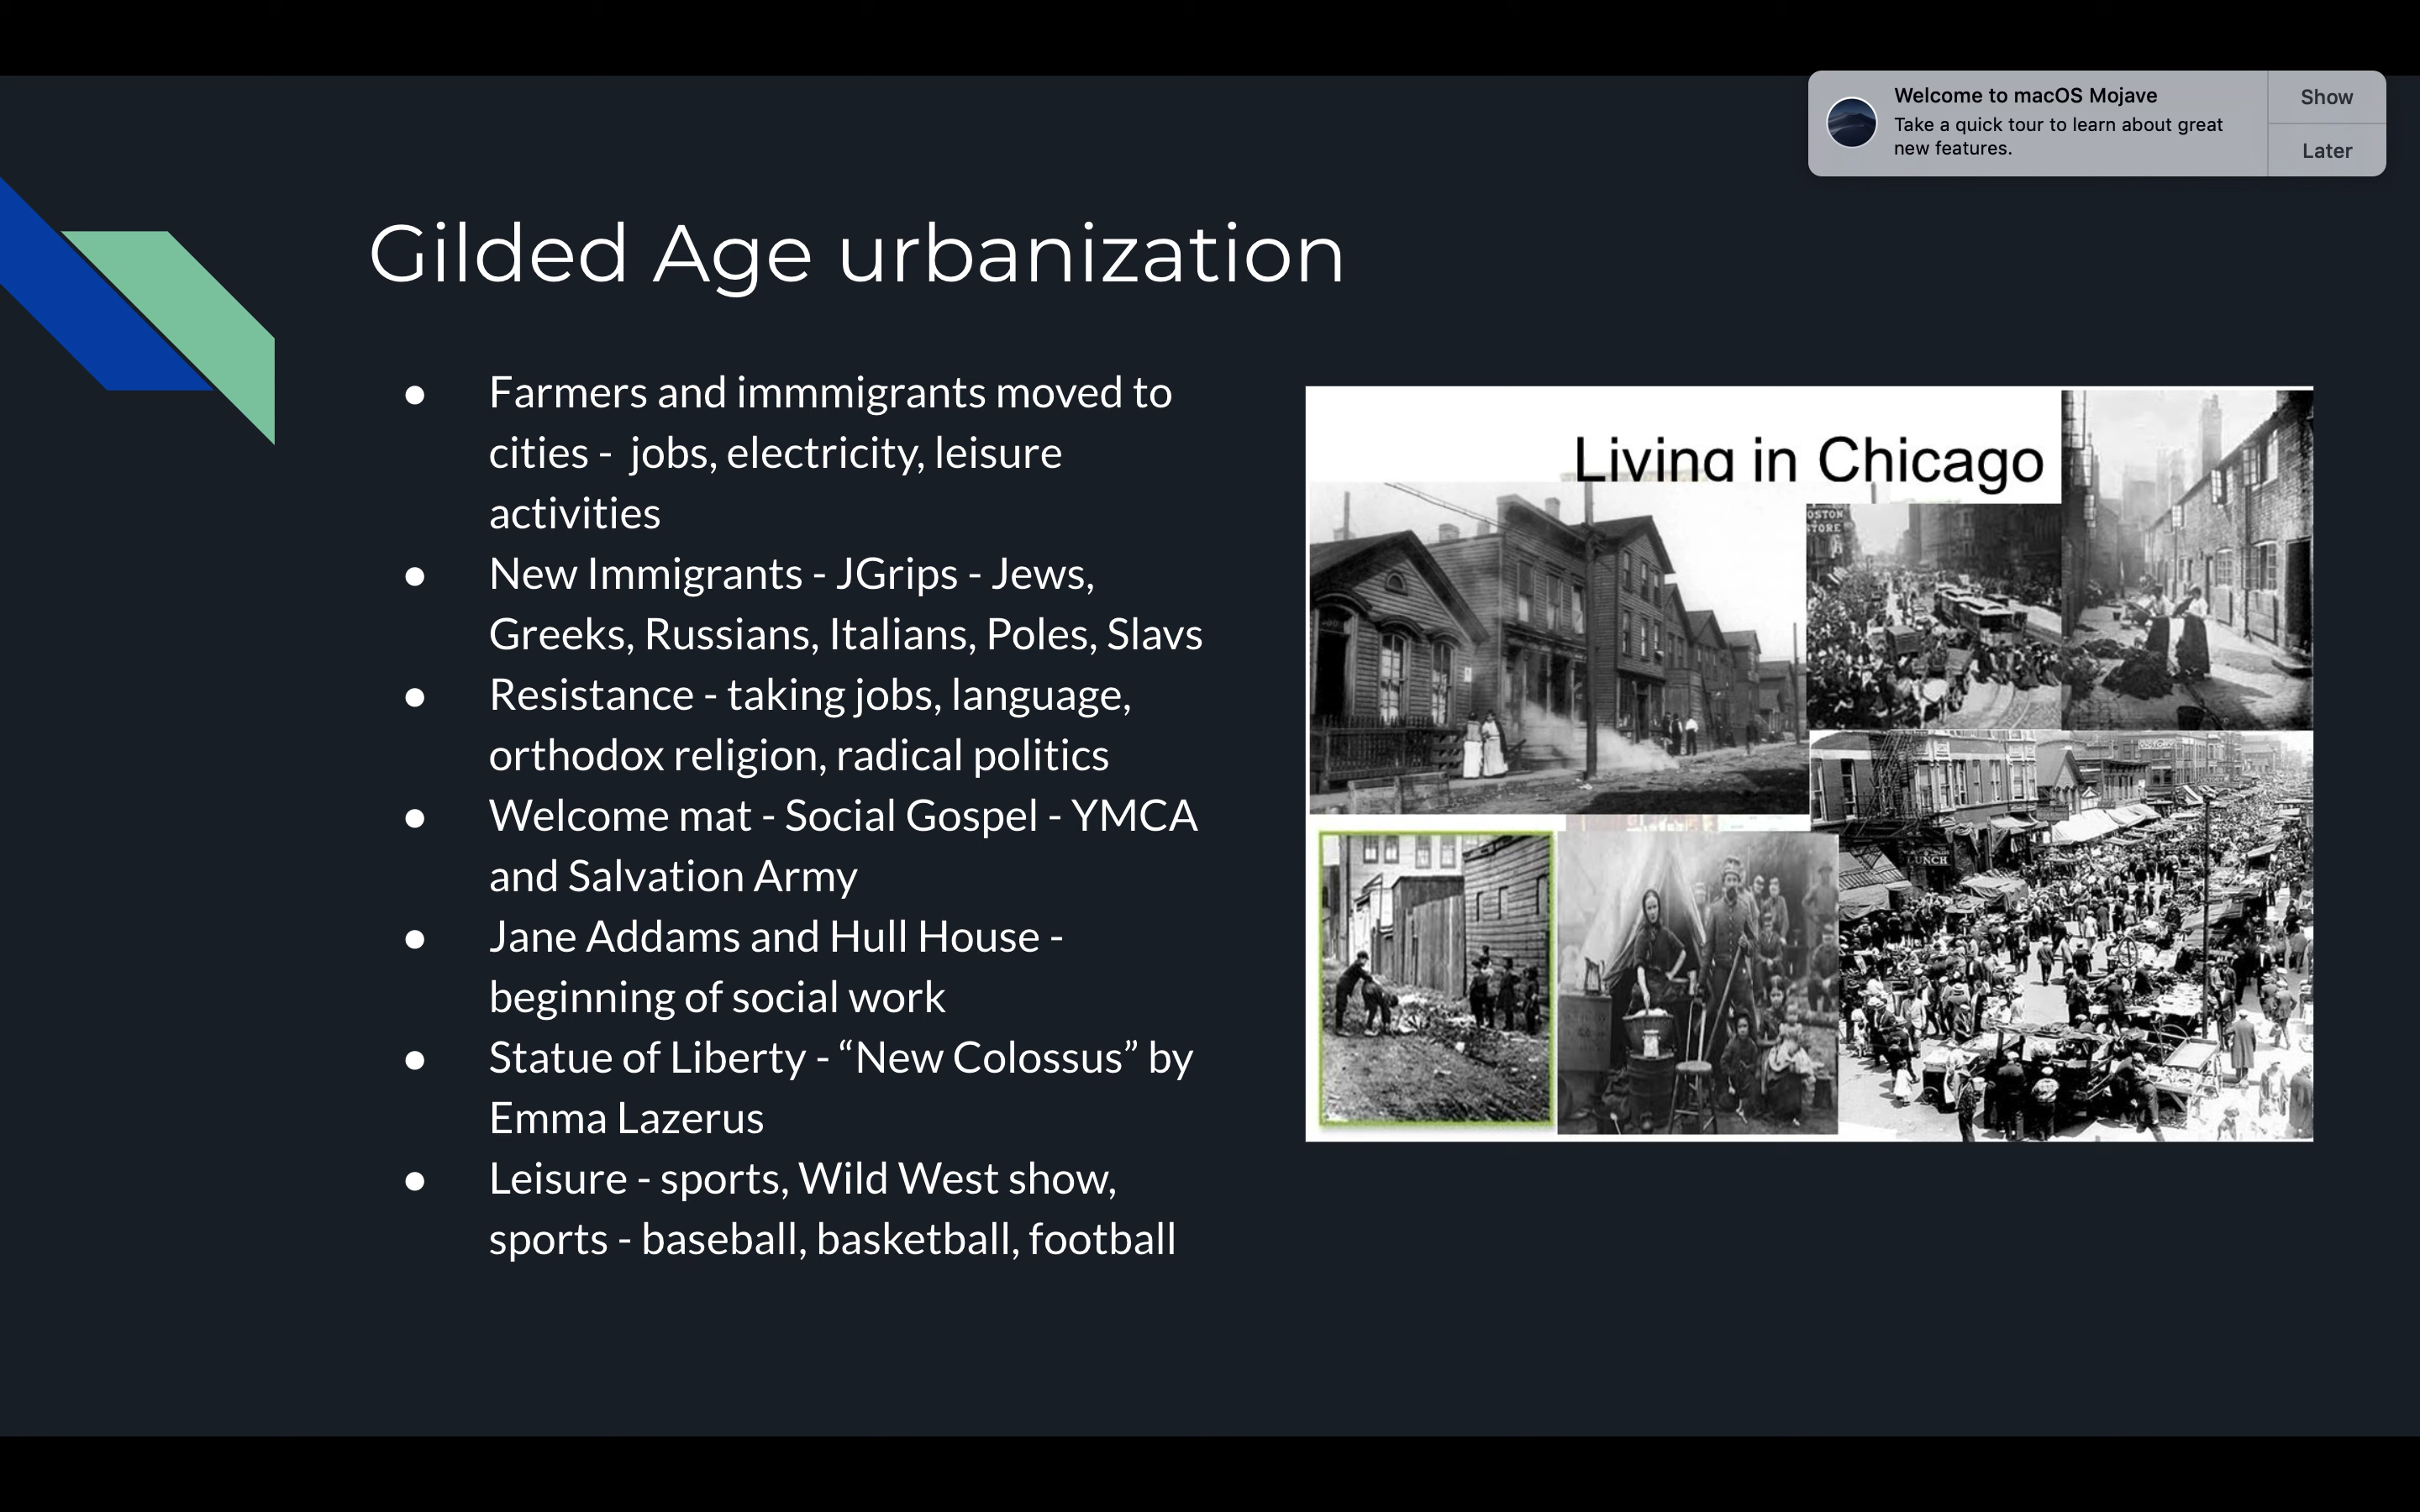 Welcome to macOS Mojave
Take a quick tour to learn about great
new features.
Show
Later
Gilded Age urbanization
● Farmers and immmigrants moved to
cities -  jobs, electricity, leisure
activities
● New Immigrants - JGrips - Jews,
Greeks, Russians, Italians, Poles, Slavs
● Resistance - taking jobs, language,
orthodox religion, radical politics
● Welcome mat - Social Gospel - YMCA
and Salvation Army
● Jane Addams and Hull House -
beginning of social work
● Statue of Liberty - “New Colossus” by
Emma Lazerus
● Leisure - sports, Wild West show,
sports - baseball, basketball, football
Living in Chicago
OSTON
STORE
LUNCH